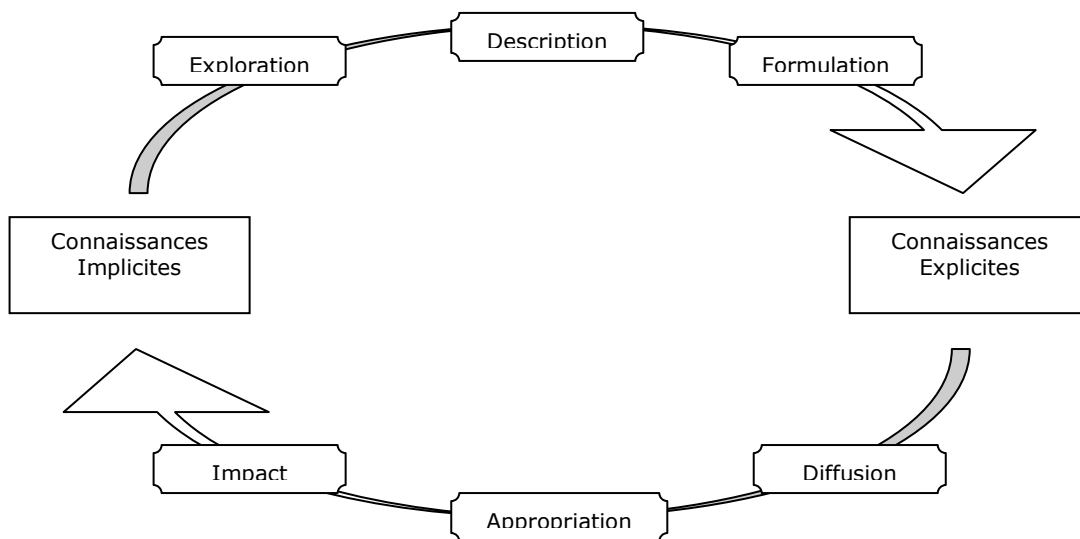 Description
Exploration
Formulation
Connaissances
Implicites
Connaissances
Explicites
Impact
Diffusion
Appropriation